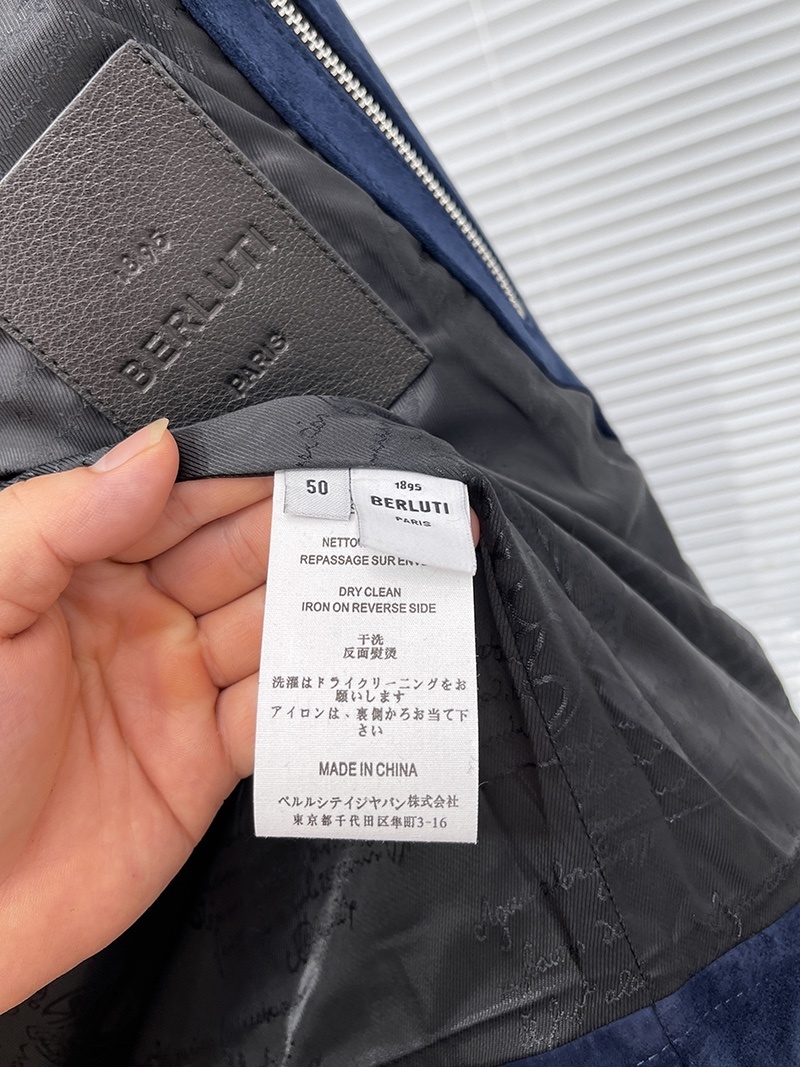 1895
BERLUTI
PARIS
50
1895
BERLUTI
PARIS
REPASSAGE SUR
DRY CLEAN
IRON ON REVERSE SIDE
干洗
反面熨烫
洗濯はドライクリーニングをお
願いします
アイロンは、裏側からお当て下
さい
MADE IN CHINA
ベルルシテイジヤパン株式会社
東京都千代田区隼町3-16